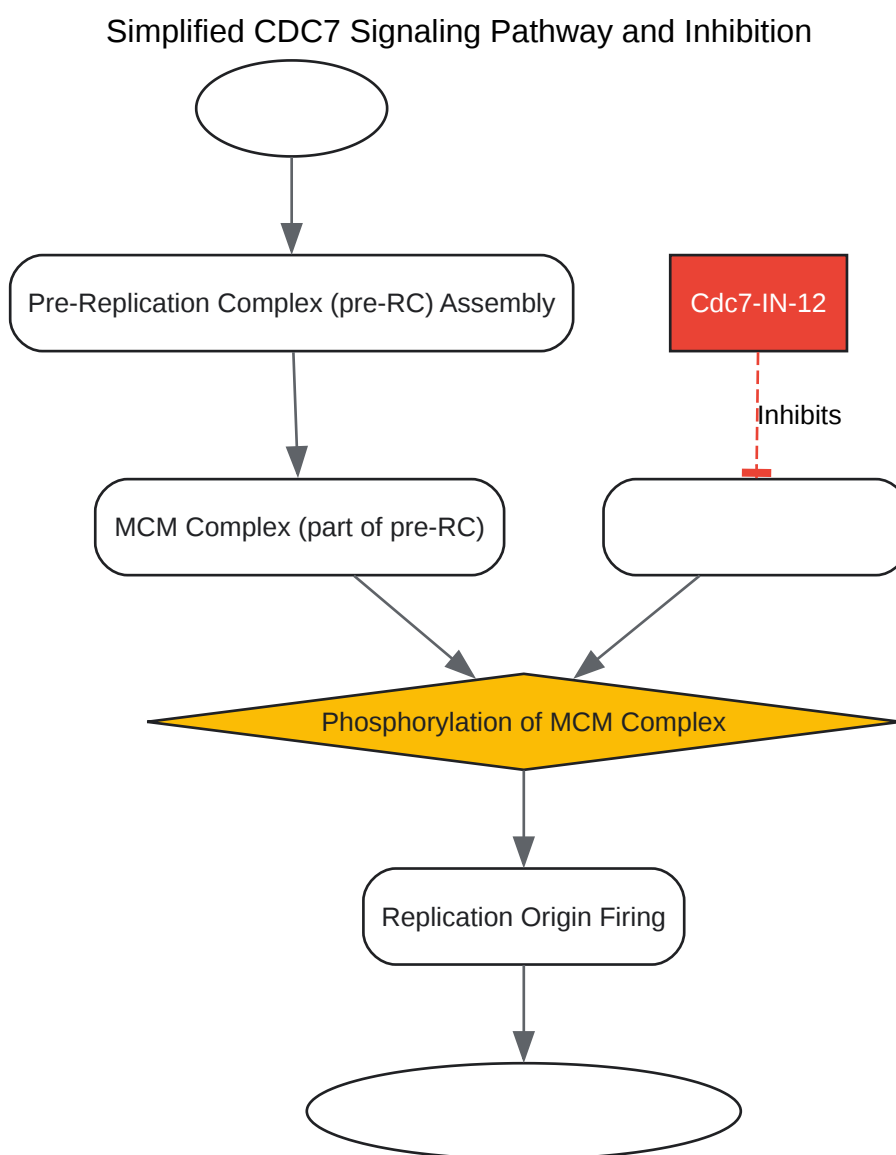 Simplified CDC7 Signaling Pathway and Inhibition
Pre-Replication Complex (pre-RC) Assembly
Cdc7-IN-12
Inhibits
MCM Complex (part of pre-RC)
Phosphorylation of MCM Complex
Replication Origin Firing